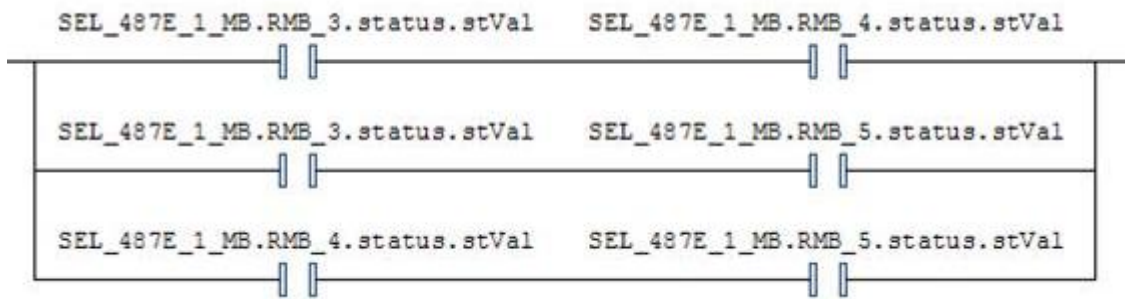 SEL_487E_1_MB.RMB_3.status.stVal SEL_487E_1_MB.RMB_4.status.stVal
SEL_487E_1_MB.RMB_3.status.stVal SEL_487E_1_MB.RMB_5.status.stVal
SEL_487E_1_MB.RMB_4.status.stVal SEL_487E_1_MB.RMB_5.status.stVal